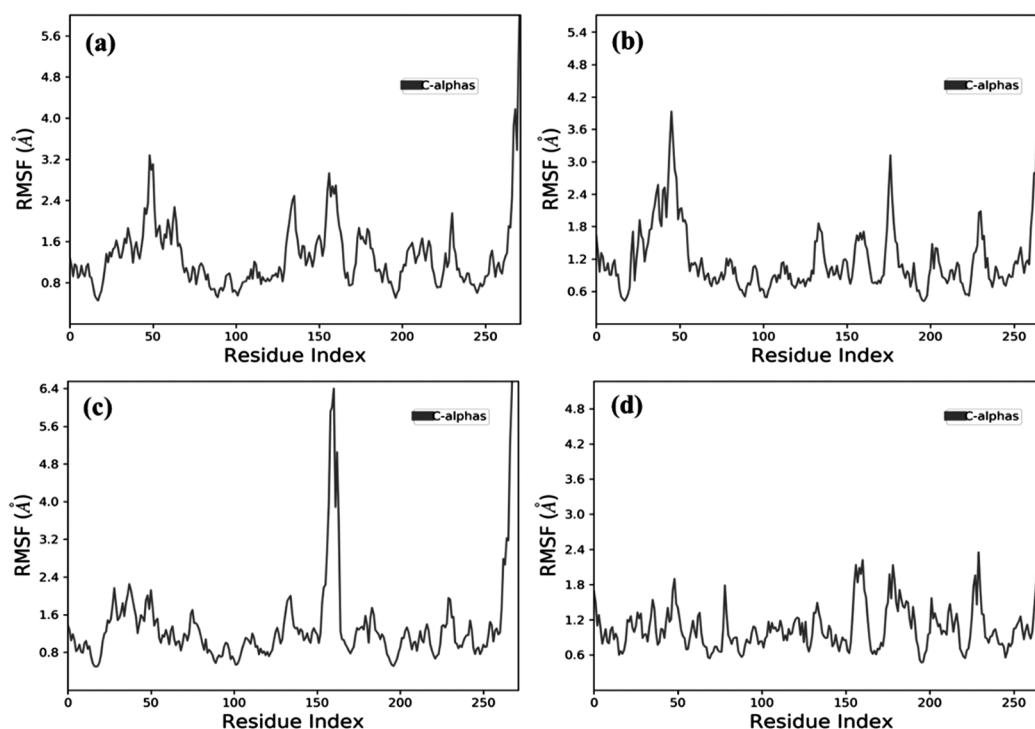 (a)
C-alphas
RMSF (Å)
5.6
4.8
4.0
3.2
2.4
1.6
0.8
0 50 100 150 200 250
Residue Index
(b)
C-alphas
RMSF (Å)
5.4
4.8
4.2
3.6
3.0
2.4
1.8
1.2
0.6
0 50 100 150 200 250
Residue Index
(c)
C-alphas
RMSF (Å)
6.4
5.6
4.8
4.0
3.2
2.4
1.6
0.8
0 50 100 150 200 250
Residue Index
(d)
C-alphas
RMSF (Å)
4.8
4.2
3.6
3.0
2.4
1.8
1.2
0.6
0 50 100 150 200 250
Residue Index